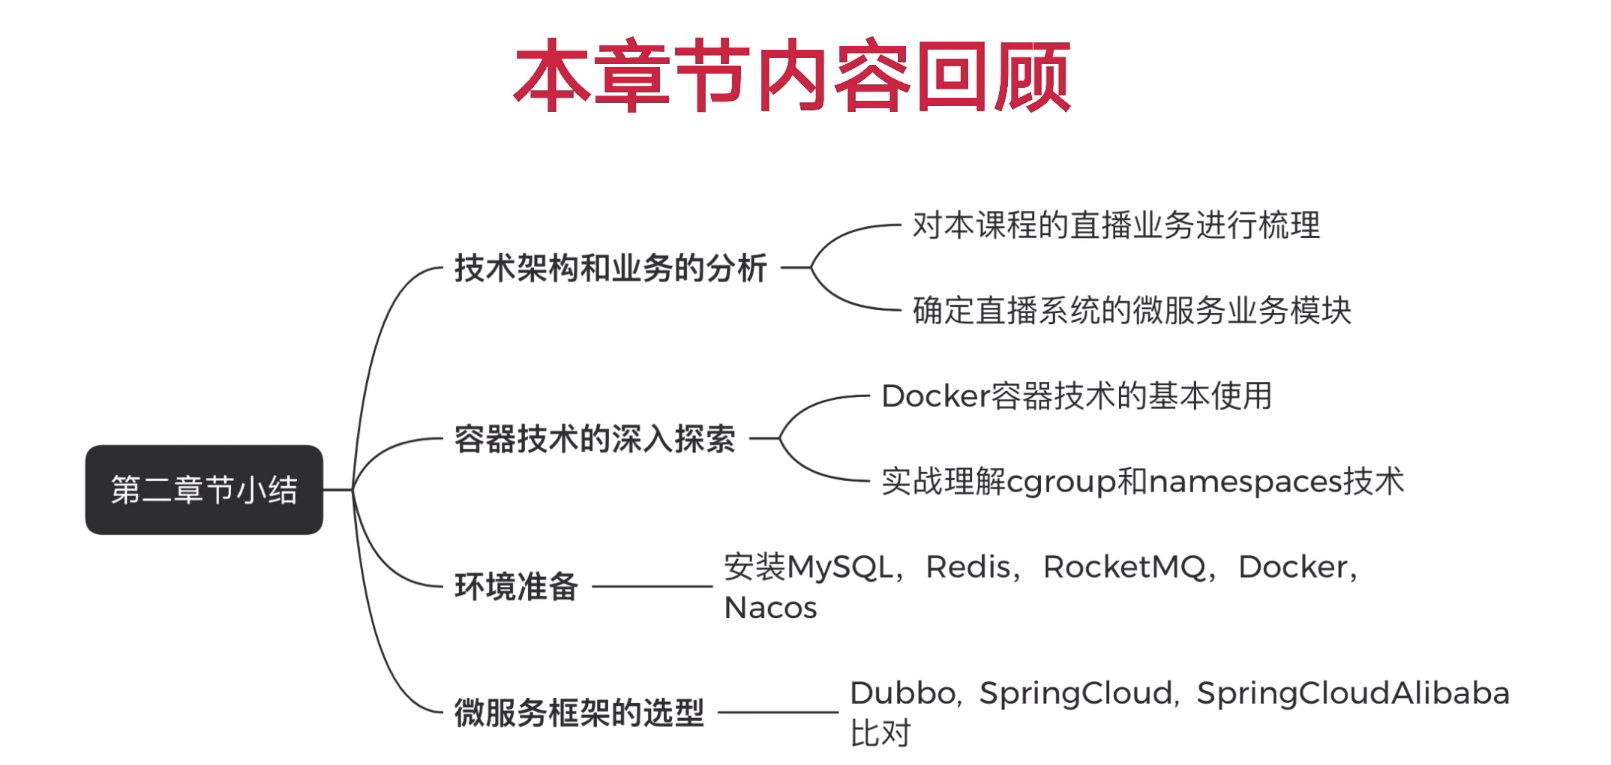 本章节内容回顾
第二章节小结
技术架构和业务的分析
对本课程的直播业务进行梳理
确定直播系统的微服务业务模块
容器技术的深入探索
Docker容器技术的基本使用
实战理解cgroup和namespaces技术
环境准备
安装MySQL，Redis，RocketMQ，Docker，
Nacos
微服务框架的选型
Dubbo，SpringCloud，SpringCloudAlibaba
比对